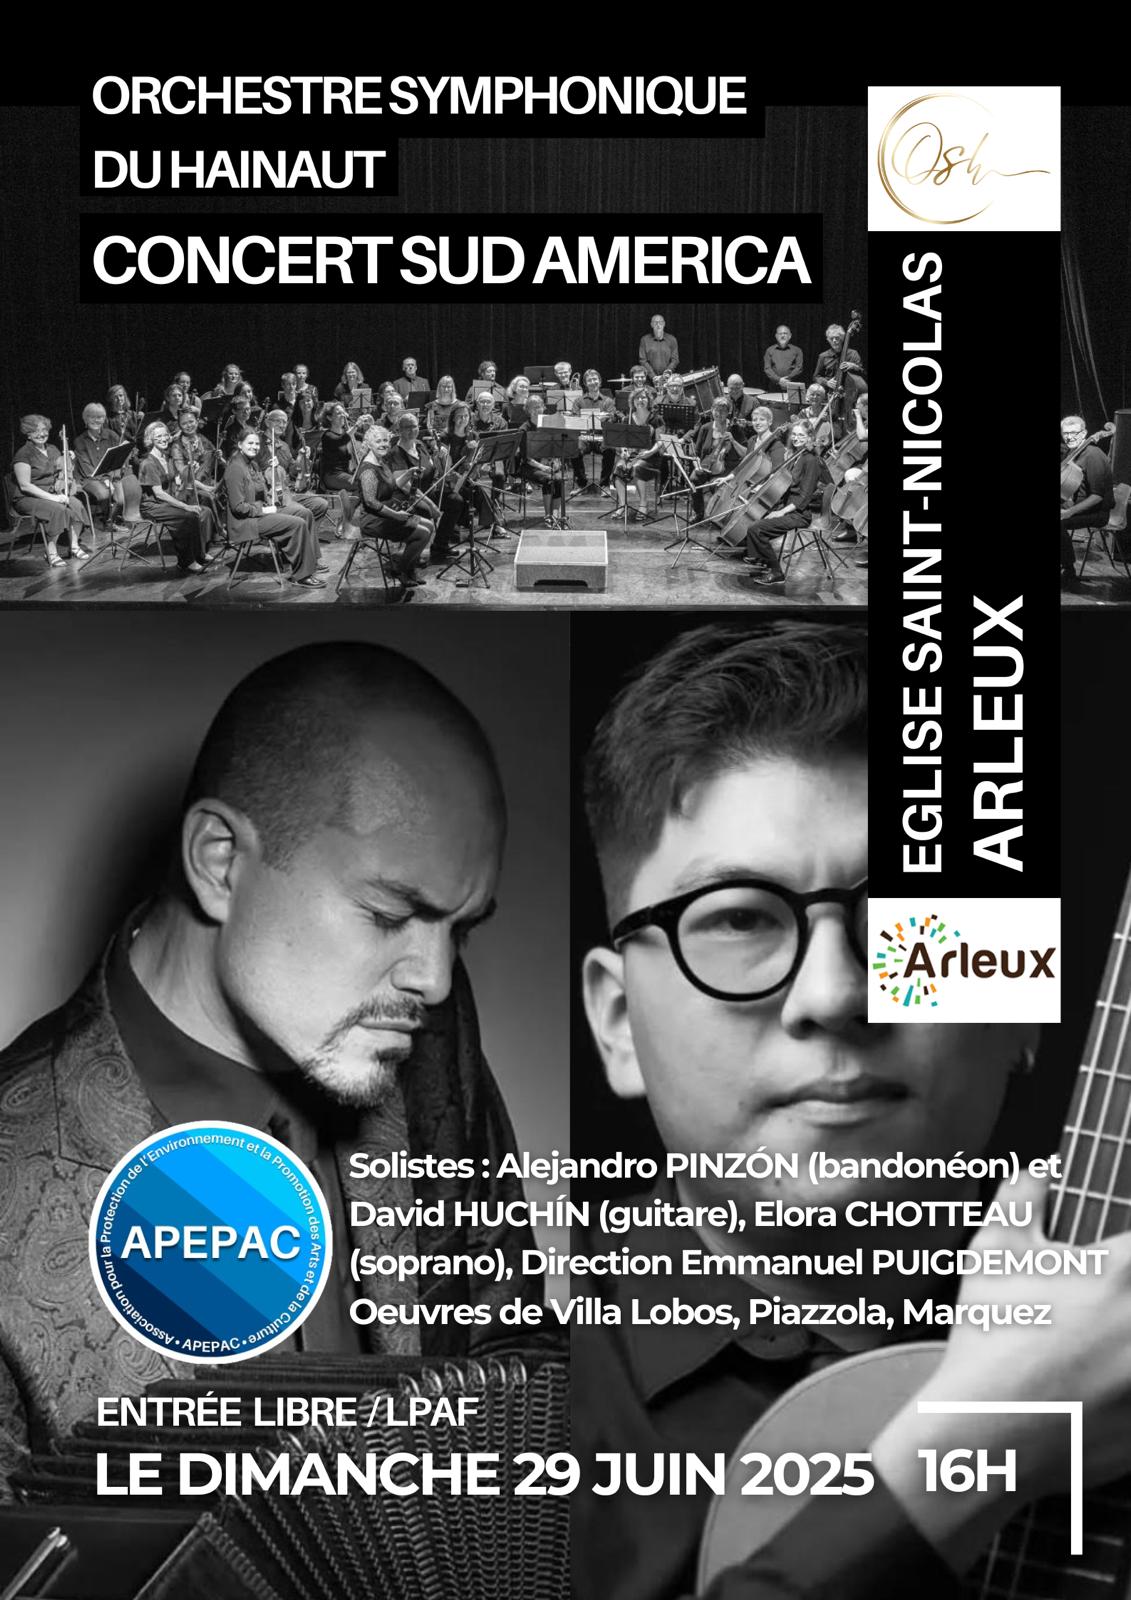 ORCHESTRE SYMPHONIQUE
DU HAINAUT
CONCERT SUD AMERICA
Osh
EGLISE SAINT-NICOLAS
ARLEUX
Arleux
Association pour la Protection de l'Environnement et la Promotion des Arts et de la Culture • APEPAC •
APEPAC
Solistes : Alejandro PINZÓN (bandonéon) et
David HUCHÍN (guitare), Elora CHOTTEAU
(soprano), Direction Emmanuel PUIGDEMONT
Oeuvres de Villa Lobos, Piazzola, Marquez
ENTRÉE LIBRE / LPAF
LE DIMANCHE 29 JUIN 2025
16H